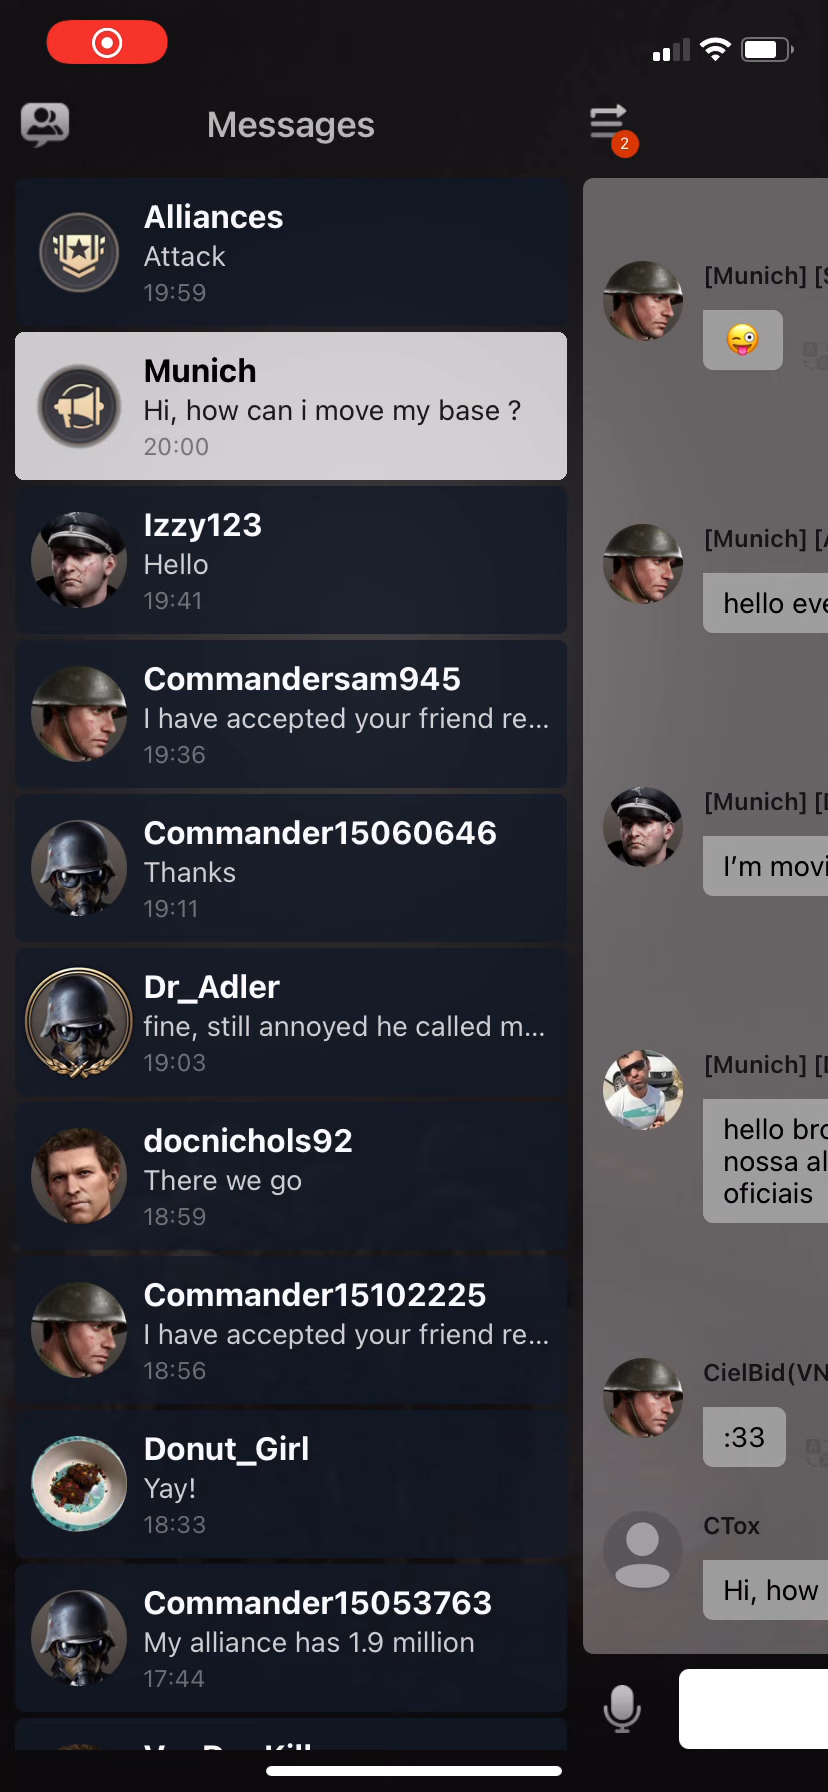 Messages
2
Alliances
Attack
19:59
Munich
Hi, how can i move my base ?
20:00
Izzy123
Hello
19:41
Commandersam945
I have accepted your friend re...
19:36
Commander15060646
Thanks
19:11
Dr_Adler
fine, still annoyed he called m...
19:03
docnichols92
There we go
18:59
Commander15102225
I have accepted your friend re...
18:56
Donut_Girl
Yay!
18:33
Commander15053763
My alliance has 1.9 million
17:44
[Munich] [
[Munich] [
hello
[Munich] [
I'm
[Munich] [
hello
nossa
oficiais
CielBid(VN
:33
CTox
Hi, how